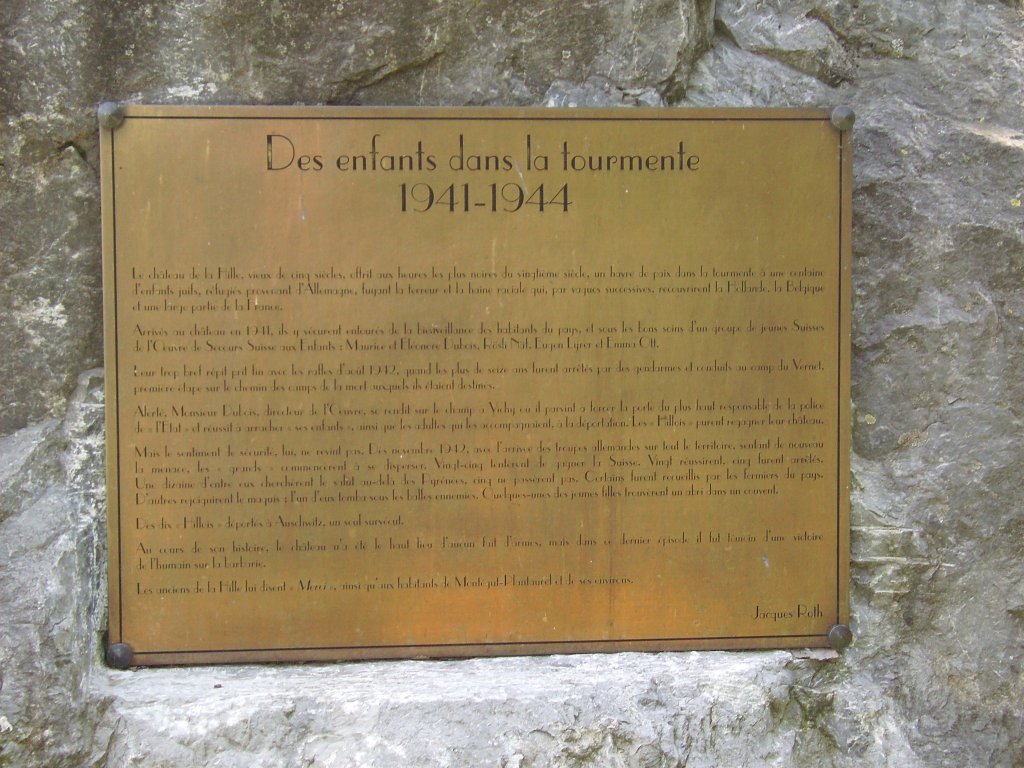 Des enfants dans la tourmente
1941-1944
Le château de la Hille, vieux de cinq siècles, offrit aux heures les plus noires du vingtième siècle, un havre de paix dans la tourmente à une centaine
d'enfants juifs, réfugiés provenant d'Allemagne, fuyant la terreur et la haine raciale qui, par vagues successives, recouvrirent la Hollande, la Belgique
et une large partie de la France.
Arrivés au château en 1941, ils y vécurent entourés de la bienveillance des habitants du pays, et sous les bons soins d'un groupe de jeunes Suisses
de l'Oeuvre de Secours Suisse aux Enfants : Maurice et Eléonore Dubois, Rösli Näf, Eugen Lyrer et Emma Ott.
Leur trop bref répit prit fin avec les rafles d'août 1942, quand les plus de seize ans furent arrêtés par des gendarmes et conduits au camp du Vernet,
première étape sur le chemin des camps de la mort auxquels ils étaient destinés.
Alerté, Monsieur Dubois, directeur de l'Oeuvre, se rendit sur le champ à Vichy où il parvint à forcer la porte du plus haut responsable de la police
de « l'Etat » et réussit à arracher « ses enfants », ainsi que les adultes qui les accompagnaient, à la déportation. Les « Hillois » purent regagner leur château.
Mais le sentiment de sécurité, lui, ne revint pas. Dès novembre 1942, avec l'arrivée des troupes allemandes sur tout le territoire, sentant de nouveau
la menace, les « grands » commencèrent à se disperser. Vingt-cinq tentèrent de gagner la Suisse. Vingt réussirent, cinq furent arrêtés.
Une dizaine d'entre eux cherchèrent le salut au-delà des Pyrénées, cinq ne passèrent pas. Certains furent recueillis par les fermiers du pays.
D'autres rejoignirent le maquis ; l'un d'eux tomba sous les balles ennemies. Quelques-unes des jeunes filles trouvèrent un abri dans un couvent.
Des dix « Hillois » déportés à Auschwitz, un seul survécut.
Au cours de son histoire, le château n'a été le haut lieu d'aucun fait d'armes, mais dans ce dernier épisode il fut témoin d'une victoire
de l'humain sur la barbarie.
Les anciens de la Hille lui disent « Merci », ainsi qu'aux habitants de Montégut-Plantaurel et de ses environs.
Jacques Roth